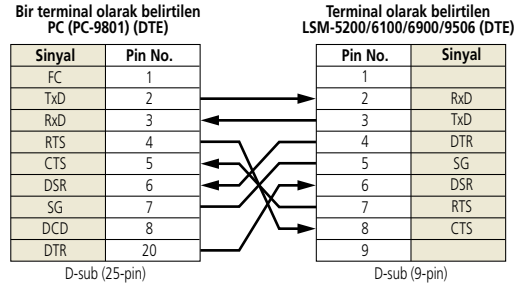 Bir terminal olarak belirtilen
PC (PC-9801) (DTE)
Terminal olarak belirtilen
LSM-5200/6100/6900/9506 (DTE)
Sinyal Pin No. Pin No. Sinyal
FC 1 1
TxD 2 2 RxD
RxD 3 3 TxD
RTS 4 4 DTR
CTS 5 5 SG
DSR 6 6 DSR
SG 7 7 RTS
DCD 8 8 CTS
DTR 20 9
D-sub (25-pin) D-sub (9-pin)